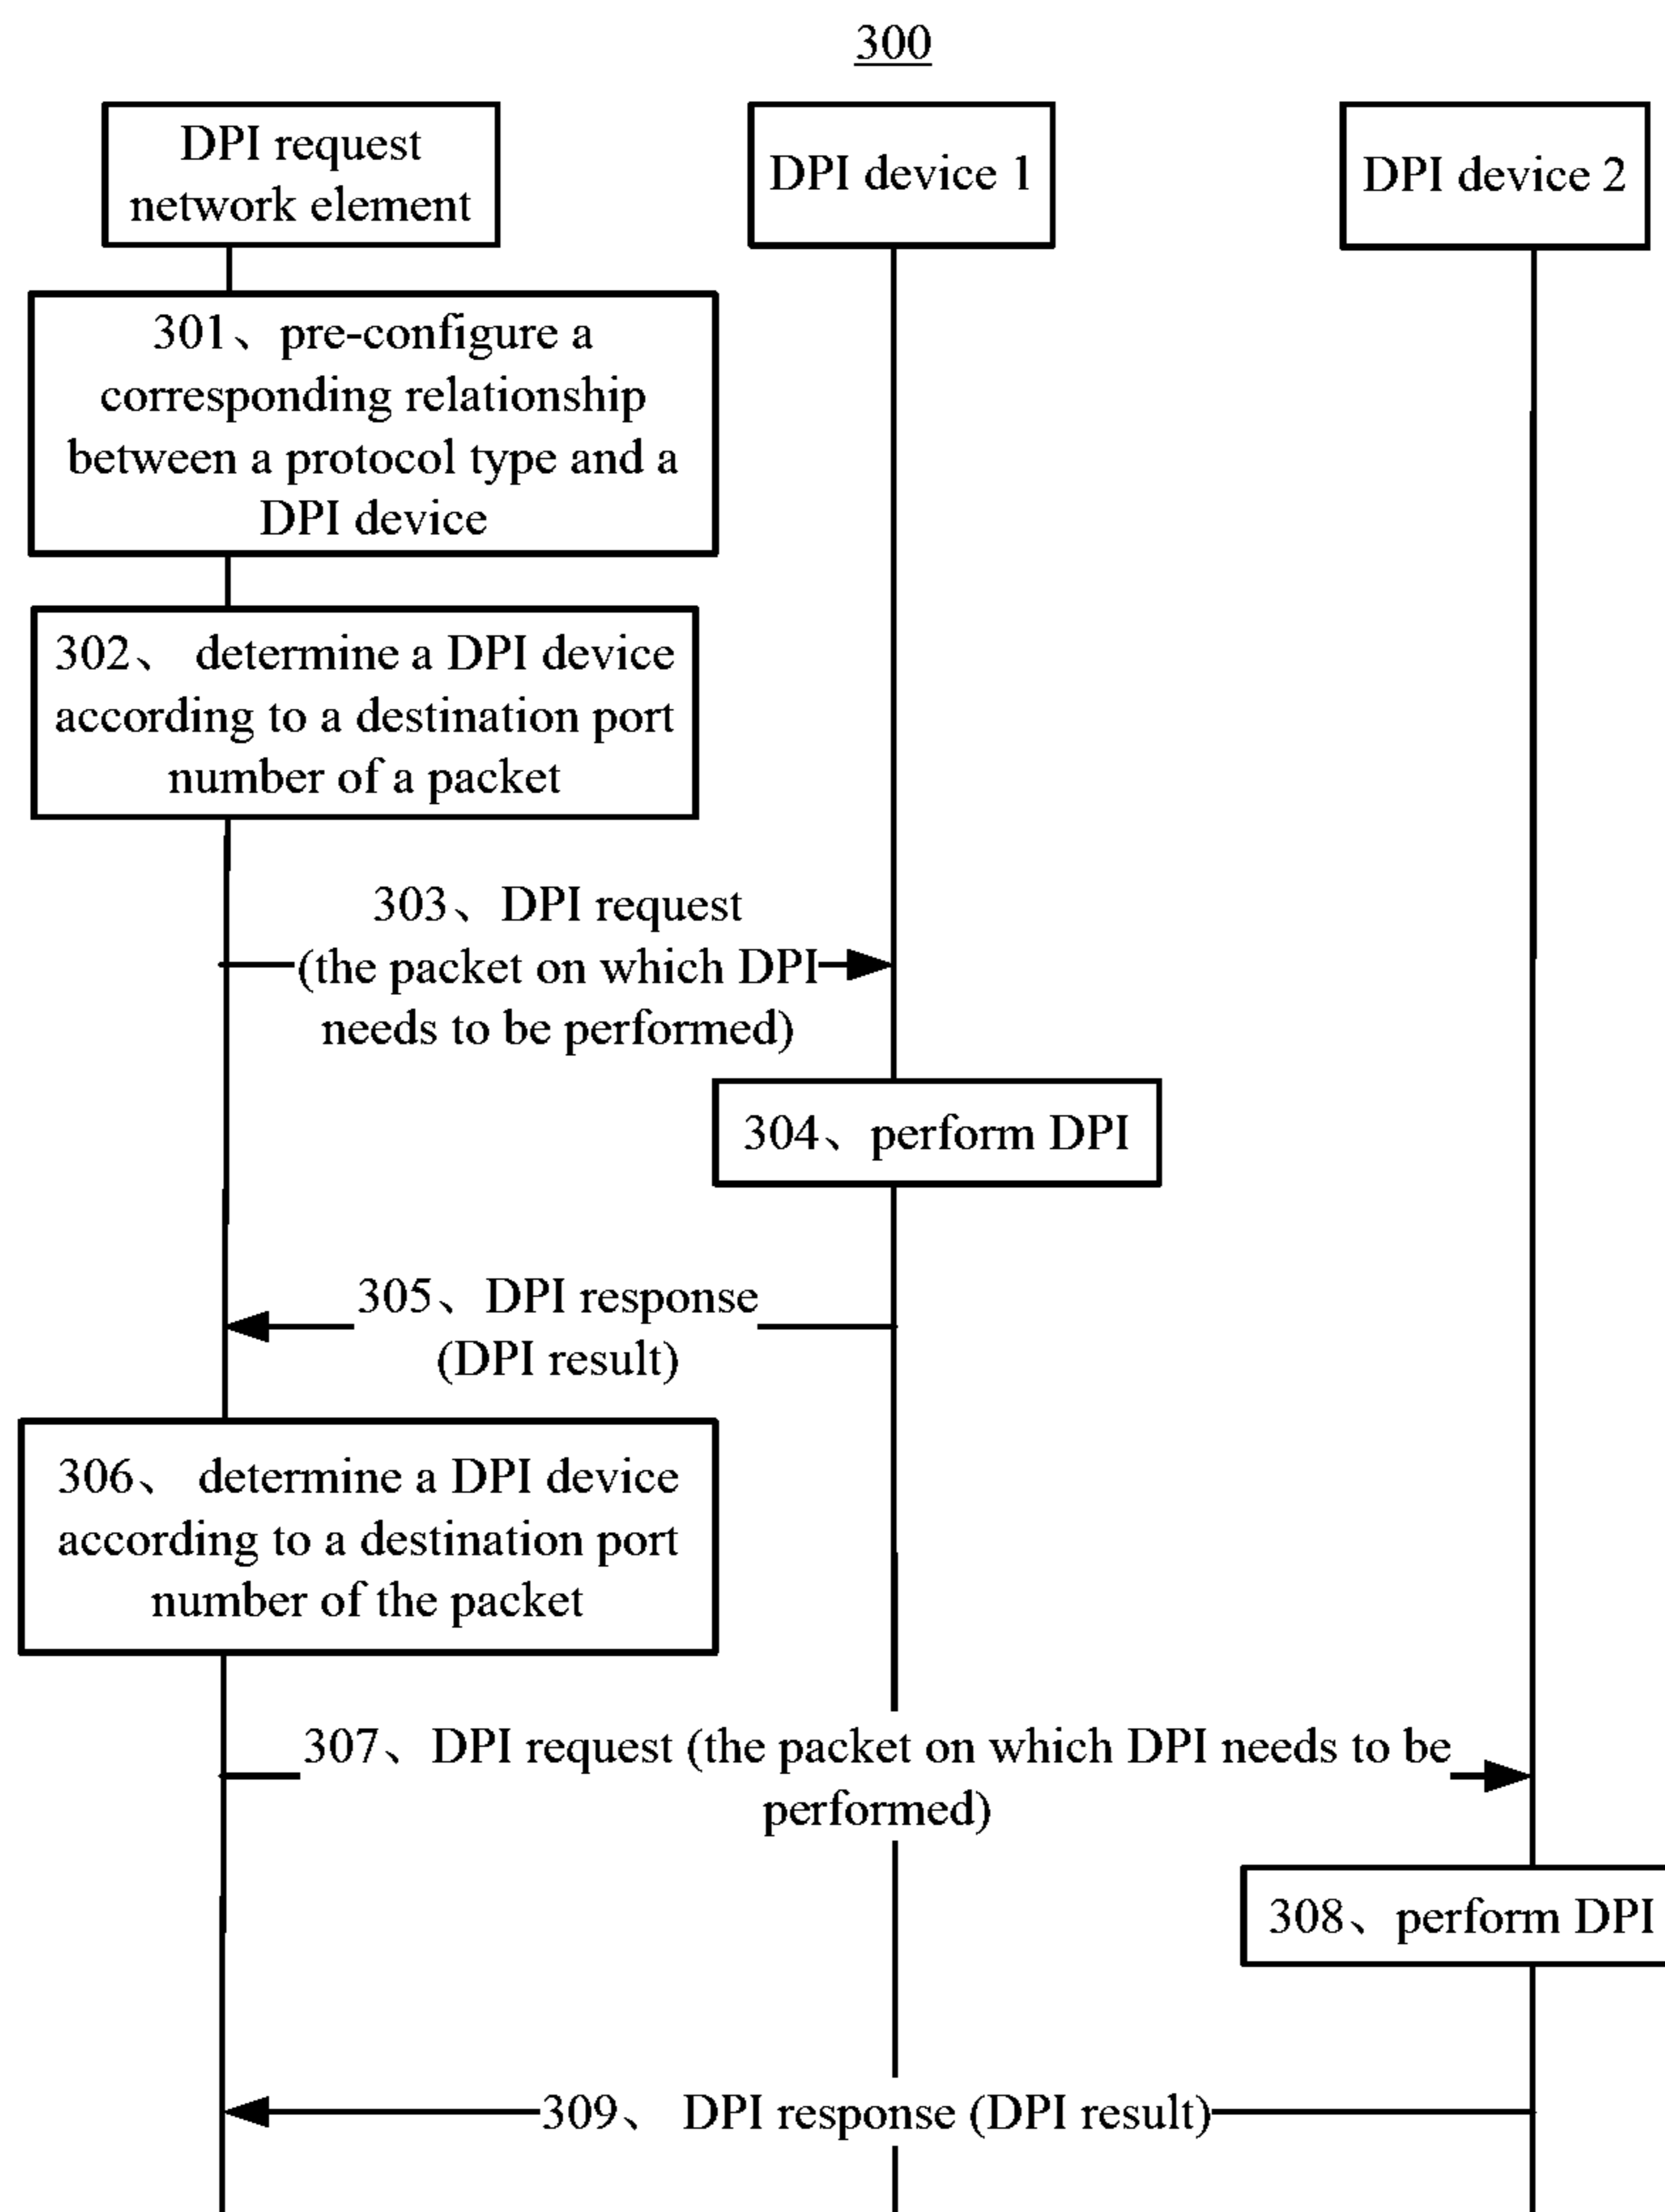 300
DPI request
network element
DPI device 1
DPI device 2
301、pre-configure a
corresponding relationship
between a protocol type and a
DPI device
302、 determine a DPI device
according to a destination port
number of a packet
303、DPI request
(the packet on which DPI
needs to be performed)
304、perform DPI
305、DPI response
(DPI result)
306、 determine a DPI device
according to a destination port
number of the packet
307、DPI request (the packet on which DPI needs to be
performed)
308、perform DPI
309、 DPI response (DPI result)